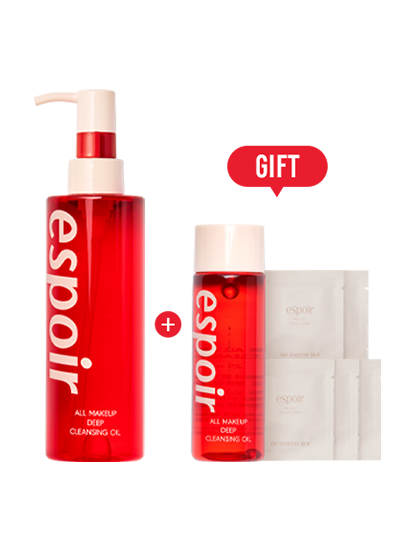 GIFT
espoir
ALL MAKEUP
DEEP
CLEANSING OIL
+
espoir
ALL MAKEUP
DEEP
CLEANSING OIL
espoir
espoir